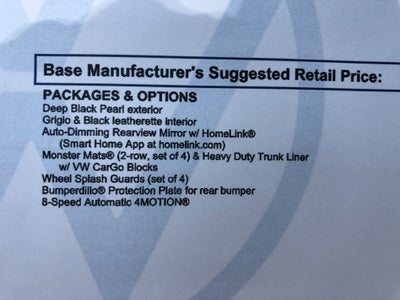 Base Manufacturer's Suggested Retail Price:
PACKAGES & OPTIONS
Deep Black Pearl exterior
Grigio & Black leatherette interior
Auto-Dimming Rearview Mirror w/ HomeLink®
(Smart Home App at homelink.com)
Monster Mats® (2-row, set of 4) & Heavy Duty Trunk Liner
w/ VW CarGo Blocks
Wheel Splash Guards (set of 4)
Bumperdillo® Protection Plate for rear bumper
8-Speed Automatic 4MOTION®